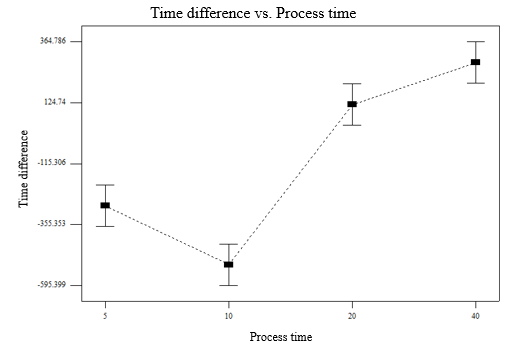 Time difference vs. Process time
364.786
124.74
-115.306
-355.353
-595.399
Time difference
5 10 20 40
Process time